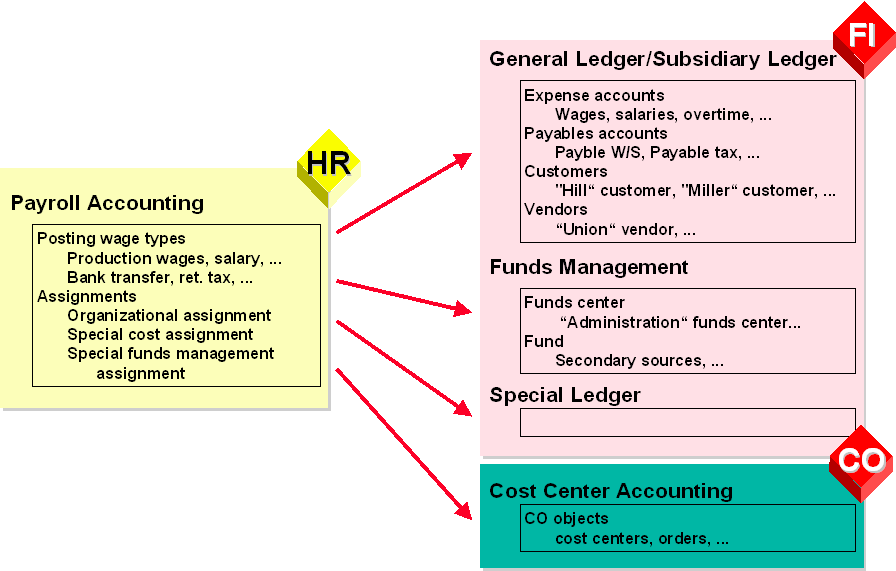 HR
Payroll Accounting
Posting wage types
Production wages, salary, ...
Bank transfer, ret. tax, ...
Assignments
Organizational assignment
Special cost assignment
Special funds management
assignment
FI
General Ledger/Subsidiary Ledger
Expense accounts
Wages, salaries, overtime, ...
Payables accounts
Payble W/S, Payable tax, ...
Customers
"Hill“ customer, "Miller“ customer, ...
Vendors
“Union“ vendor, ...
Funds Management
Funds center
“Administration“ funds center...
Fund
Secondary sources, ...
Special Ledger
CO
Cost Center Accounting
CO objects
cost centers, orders, ...